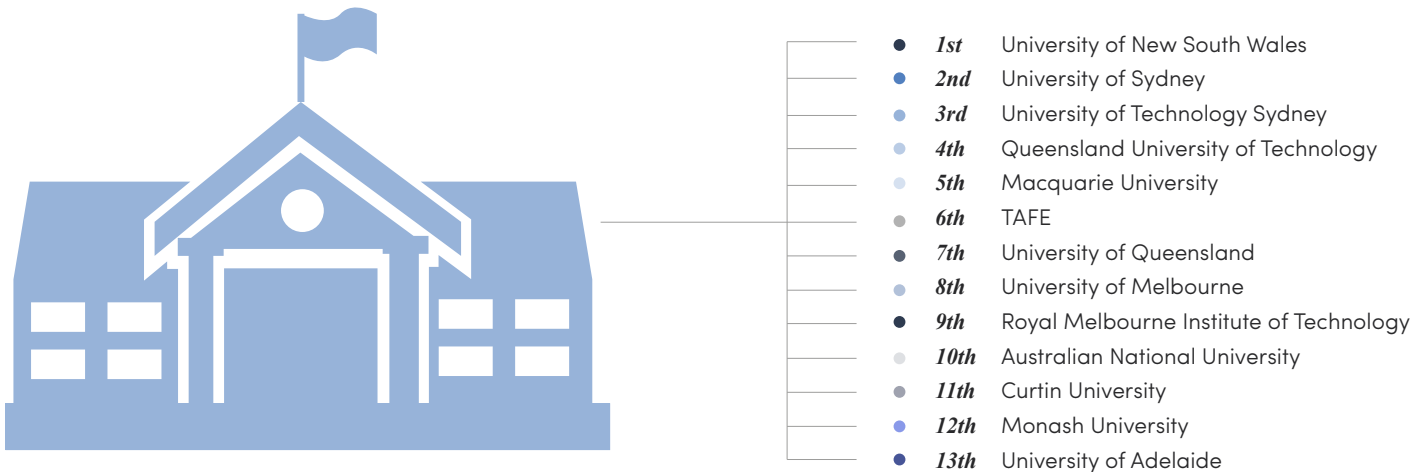 1st University of New South Wales
2nd University of Sydney
3rd University of Technology Sydney
4th Queensland University of Technology
5th Macquarie University
6th TAFE
7th University of Queensland
8th University of Melbourne
9th Royal Melbourne Institute of Technology
10th Australian National University
11th Curtin University
12th Monash University
13th University of Adelaide